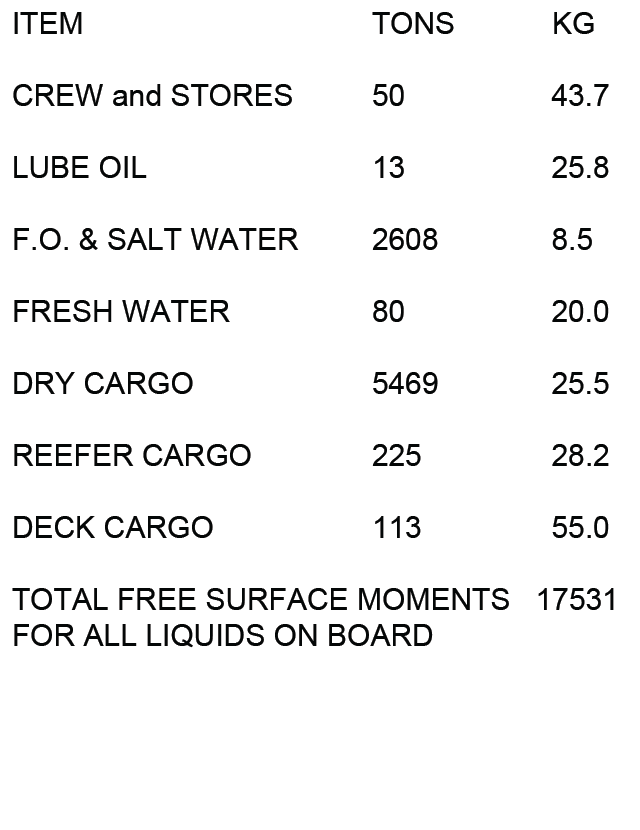 ITEM TONS KG
CREW and STORES 50 43.7
LUBE OIL 13 25.8
F.O. & SALT WATER 2608 8.5
FRESH WATER 80 20.0
DRY CARGO 5469 25.5
REEFER CARGO 225 28.2
DECK CARGO 113 55.0
TOTAL FREE SURFACE MOMENTS 17531
FOR ALL LIQUIDS ON BOARD